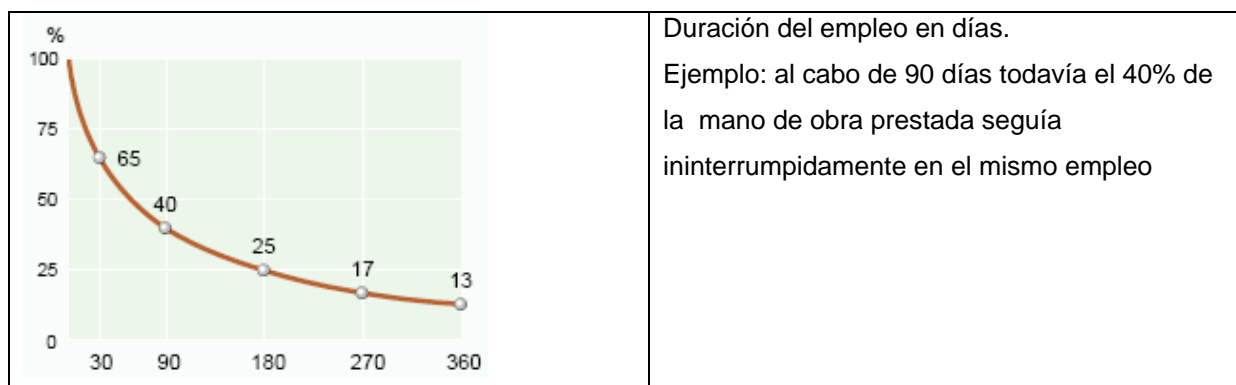 %
100
75
50
25
0
65
40
25
17
13
30 90 180 270 360
Duración del empleo en días.
Ejemplo: al cabo de 90 días todavía el 40% de
la mano de obra prestada seguía
ininterrumpidamente en el mismo empleo